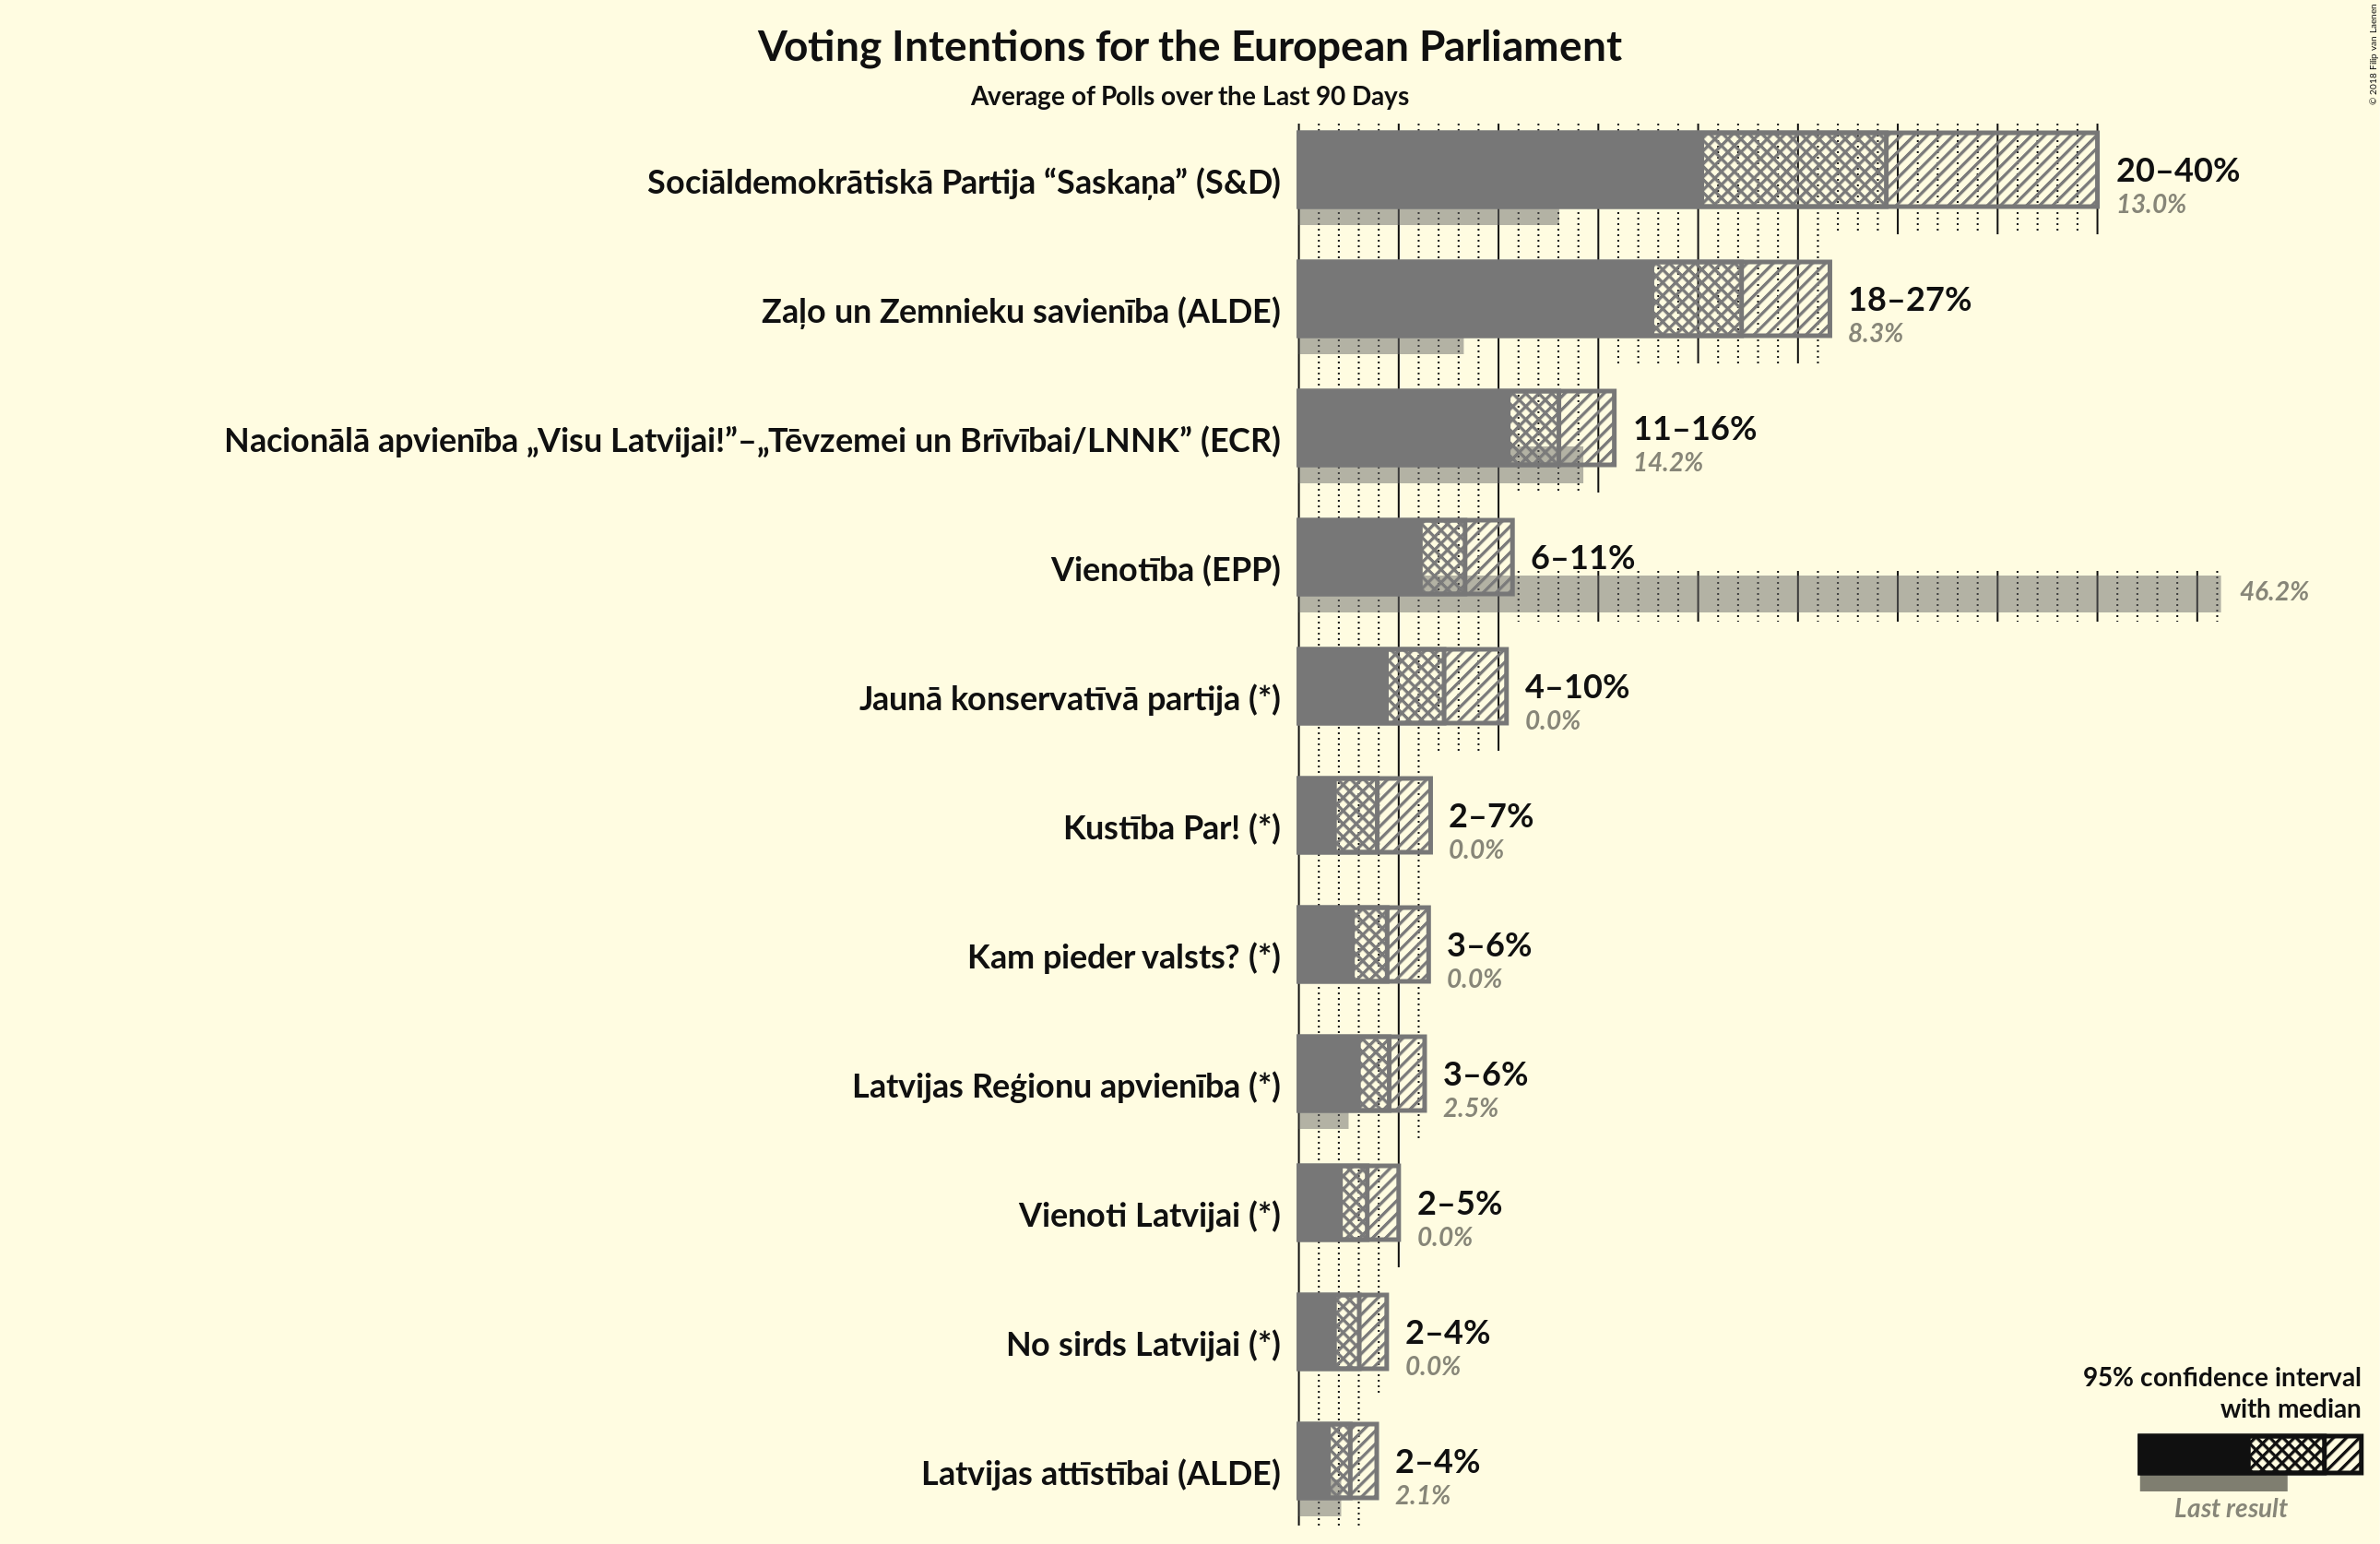 Voting Intentions for the European Parliament
Average of Polls over the Last 90 Days
© 2018 Filip van Laenen
Sociāldemokrātiskā Partija “Saskaņa” (S&D)
20–40%
13.0%
Zaļo un Zemnieku savienība (ALDE)
18–27%
8.3%
Nacionālā apvienība „Visu Latvijai!”–„Tēvzemei un Brīvībai/LNNK” (ECR)
11–16%
14.2%
Vienotība (EPP)
6–11%
46.2%
Jaunā konservatīvā partija (*)
4–10%
0.0%
Kustība Par! (*)
2–7%
0.0%
Kam pieder valsts? (*)
3–6%
0.0%
Latvijas Reģionu apvienība (*)
3–6%
2.5%
Vienoti Latvijai (*)
2–5%
0.0%
No sirds Latvijai (*)
2–4%
0.0%
Latvijas attīstībai (ALDE)
2–4%
2.1%
95% confidence interval
with median
Last result